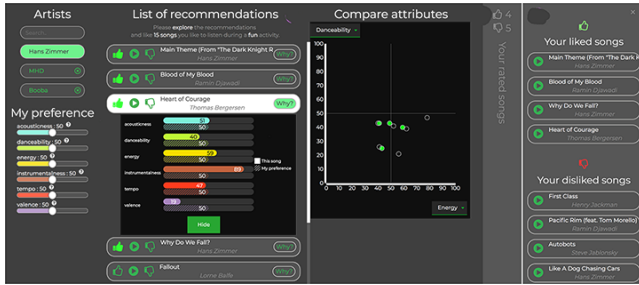 Artists
Search...
Hans Zimmer
MHD
Booba
My preference
acousticness : 50
danceability : 50
energy : 50
instrumentalness : 50
tempo : 50
valence : 50
List of recommendations
Please explore the recommendations
and like 15 songs you like to listen during a fun activity.
Main Theme (From "The Dark Knight R
Hans Zimmer
Why?
Blood of My Blood
Ramin Djawadi
Why?
Heart of Courage
Thomas Bergersen
Why?
acousticness
51
50
danceability
40
50
energy
59
50
instrumentalness
89
50
tempo
47
50
valence
13
50
This song
My preference
Hide
Why Do We Fall?
Hans Zimmer
Why?
Fallout
Lorne Balfe
Why?
Compare attributes
Danceability
100
90
80
70
60
50
40
30
20
10
0
0 10 20 30 40 50 60 70 80 90 100
Energy
4
5
Your rated songs
Your liked songs
Main Theme (From "The Dark Knight R
Hans Zimmer
Blood of My Blood
Ramin Djawadi
Why Do We Fall?
Hans Zimmer
Heart of Courage
Thomas Bergersen
Your disliked songs
First Class
Henry Jackman
Pacific Rim (feat. Tom Morello)
Ramin Djawadi
Autobots
Steve Jablonsky
Like A Dog Chasing Cars
Hans Zimmer